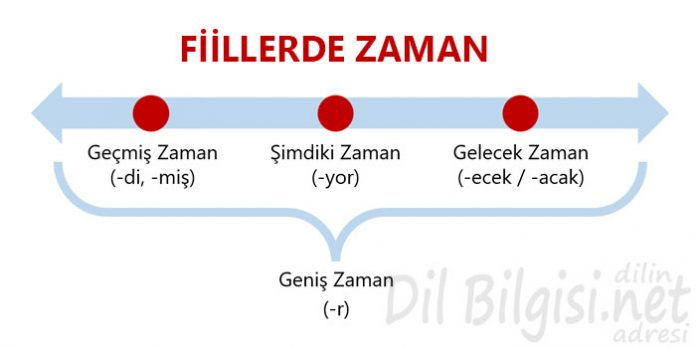 FİİLLERDE ZAMAN
Geçmiş Zaman
(-di, -miş)
Şimdiki Zaman
(-yor)
Gelecek Zaman
(-ecek / -acak)
Geniş Zaman
(-r)
dilin
Dil Bilgisi.net
adresi